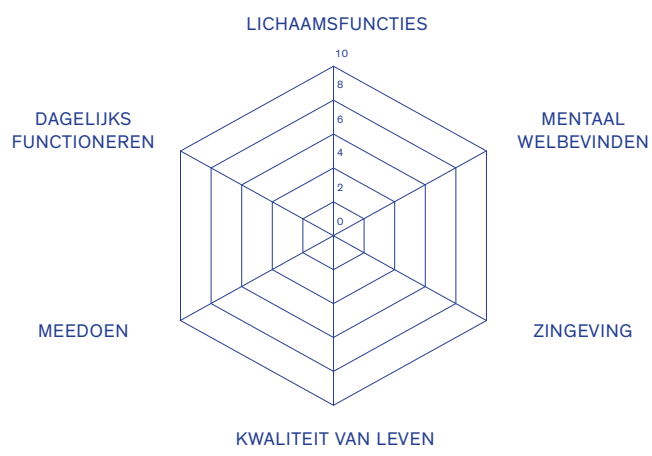 LICHAAMSFUNCTIES
10
8
6
4
2
0
DAGELIJKS
FUNCTIONEREN
MENTAAL
WELBEVINDEN
MEEDOEN
ZINGEVING
KWALITEIT VAN LEVEN